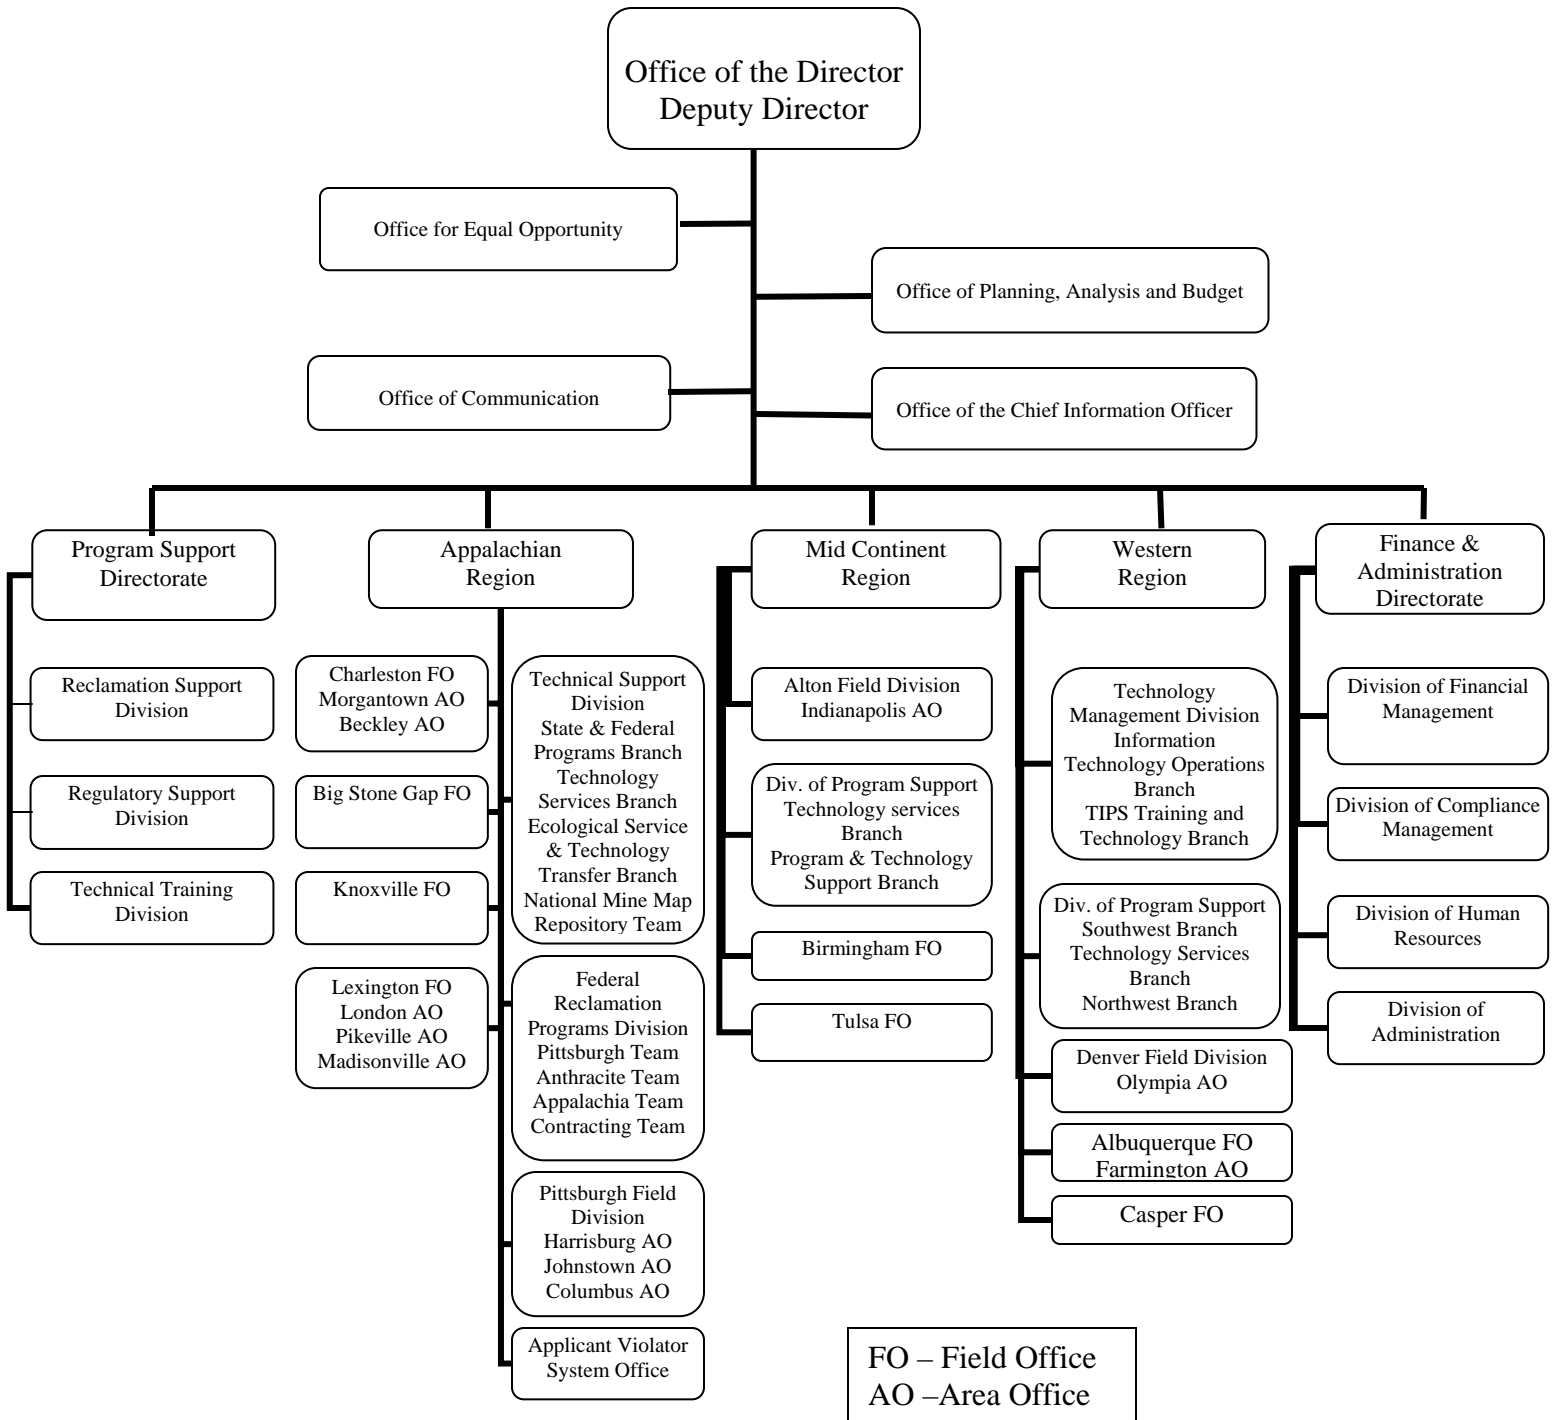 Office of the Director
Deputy Director
Office for Equal Opportunity
Office of Planning, Analysis and Budget
Office of Communication
Office of the Chief Information Officer
Program Support
Directorate
Reclamation Support
Division
Regulatory Support
Division
Technical Training
Division
Appalachian
Region
Charleston FO
Morgantown AO
Beckley AO
Big Stone Gap FO
Knoxville FO
Lexington FO
London AO
Pikeville AO
Madisonville AO
Technical Support
Division
State & Federal
Programs Branch
Technology
Services Branch
Ecological Service
& Technology
Transfer Branch
National Mine Map
Repository Team
Federal
Reclamation
Programs Division
Pittsburgh Team
Anthracite Team
Appalachia Team
Contracting Team
Pittsburgh Field
Division
Harrisburg AO
Johnstown AO
Columbus AO
Applicant Violator
System Office
Mid Continent
Region
Alton Field Division
Indianapolis AO
Div. of Program Support
Technology services
Branch
Program & Technology
Support Branch
Birmingham FO
Tulsa FO
Western
Region
Technology
Management Division
Information
Technology Operations
Branch
TIPS Training and
Technology Branch
Div. of Program Support
Southwest Branch
Technology Services
Branch
Northwest Branch
Denver Field Division
Olympia AO
Albuquerque FO
Farmington AO
Casper FO
Finance &
Administration
Directorate
Division of Financial
Management
Division of Compliance
Management
Division of Human
Resources
Division of
Administration
FO – Field Office
AO –Area Office